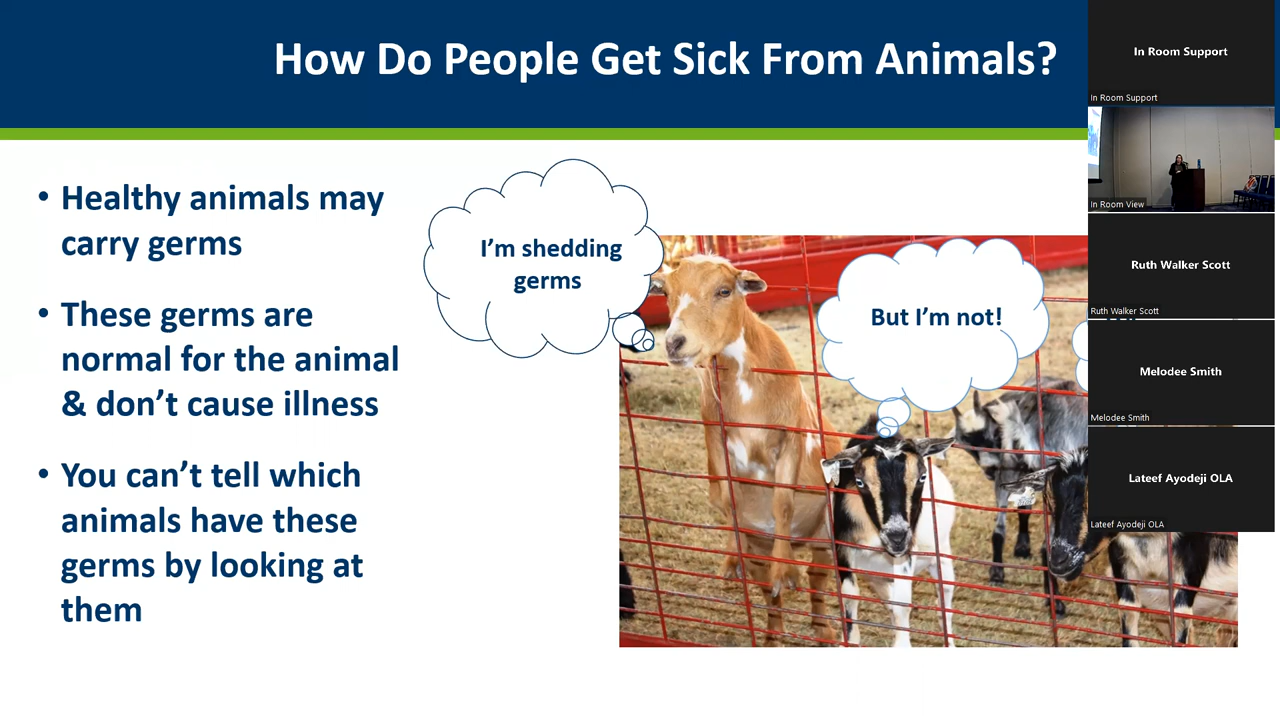 How Do People Get Sick From Animals?
• Healthy animals may
carry germs
• These germs are
normal for the animal
& don’t cause illness
• You can’t tell which
animals have these
germs by looking at
them
I’m shedding
germs
But I’m not!
In Room Support
In Room Support
In Room View
Ruth Walker Scott
Ruth Walker Scott
Melodee Smith
Melodee Smith
Lateef Ayodeji OLA
Lateef Ayodeji OLA